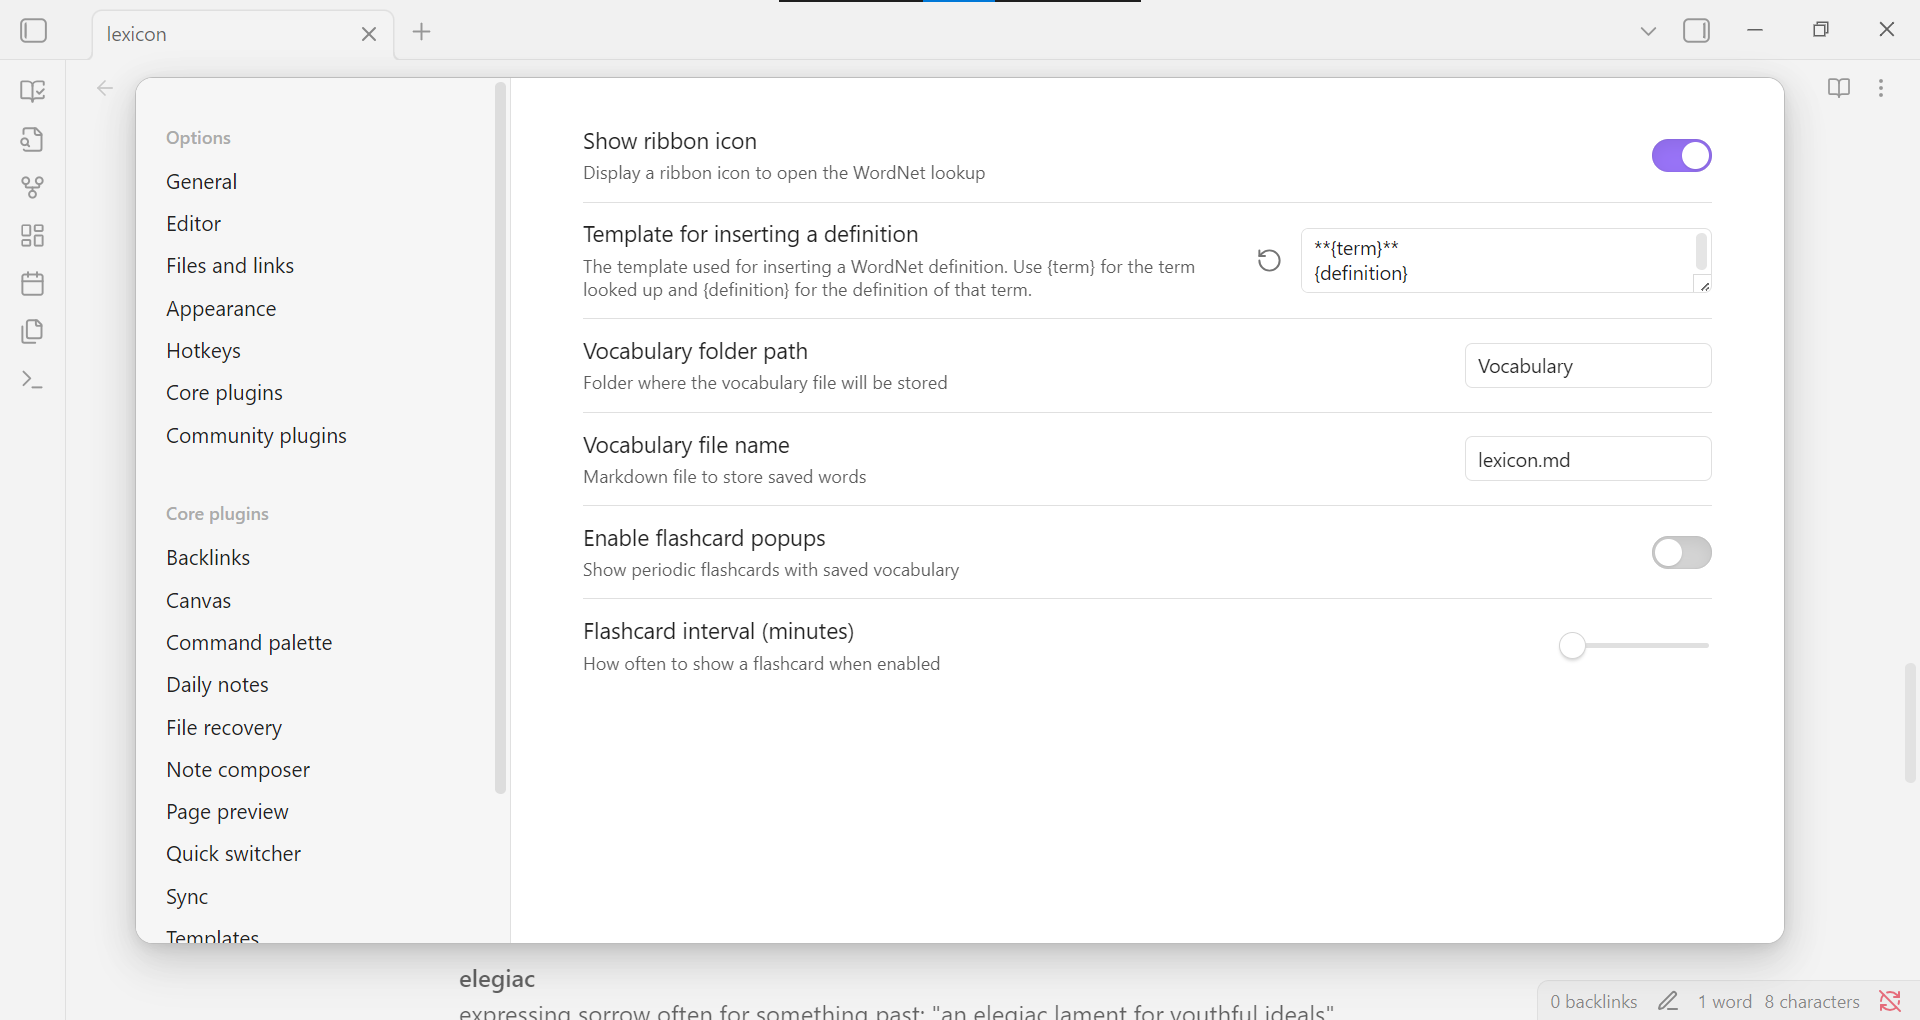 lexicon
Options
General
Editor
Files and links
Appearance
Hotkeys
Core plugins
Community plugins
Core plugins
Backlinks
Canvas
Command palette
Daily notes
File recovery
Note composer
Page preview
Quick switcher
Sync
Templates
Show ribbon icon
Display a ribbon icon to open the WordNet lookup
Template for inserting a definition
The template used for inserting a WordNet definition. Use {term} for the term
looked up and {definition} for the definition of that term.
**{term}**
{definition}
Vocabulary folder path
Folder where the vocabulary file will be stored
Vocabulary
Vocabulary file name
Markdown file to store saved words
lexicon.md
Enable flashcard popups
Show periodic flashcards with saved vocabulary
Flashcard interval (minutes)
How often to show a flashcard when enabled
elegiac
expressing sorrow often for something past; "an elegiac lament for youthful ideals"
0 backlinks
1 word
8 characters